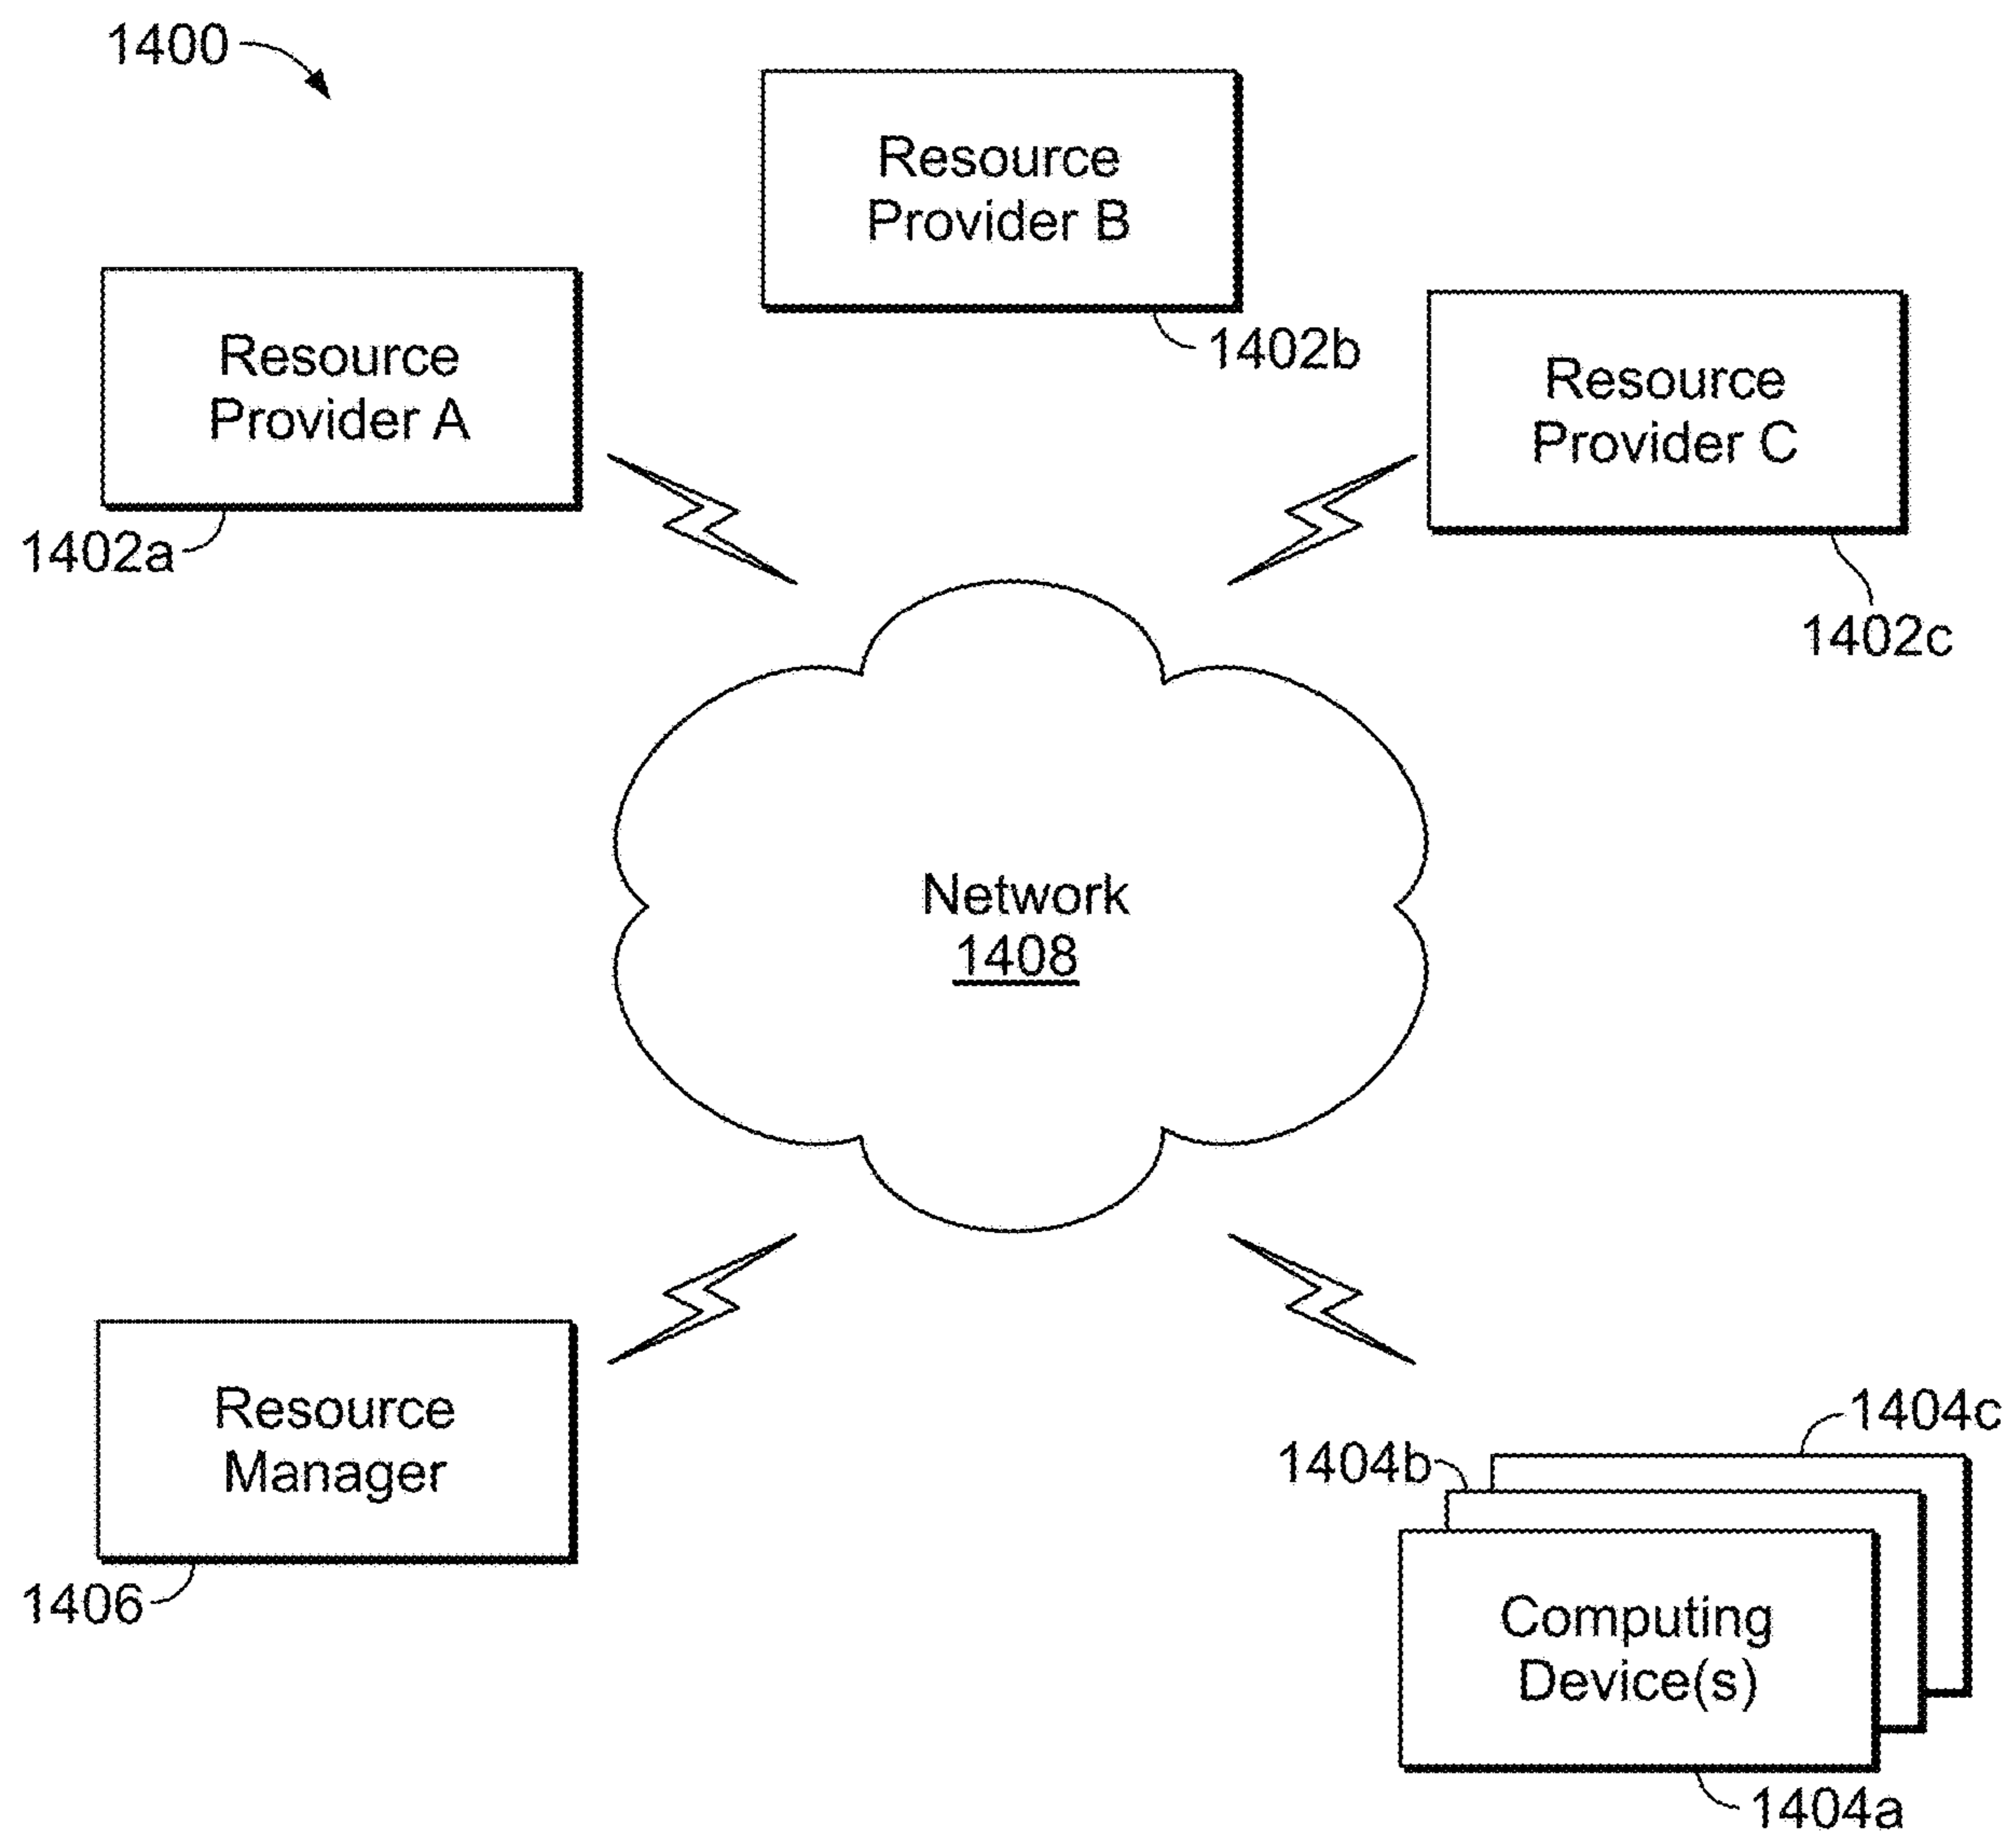 1400
Resource
Provider B
1402b
Resource
Provider A
1402a
Resource
Provider C
1402c
Network
1408
Resource
Manager
1406
1404c
1404b
Computing
Device(s)
1404a